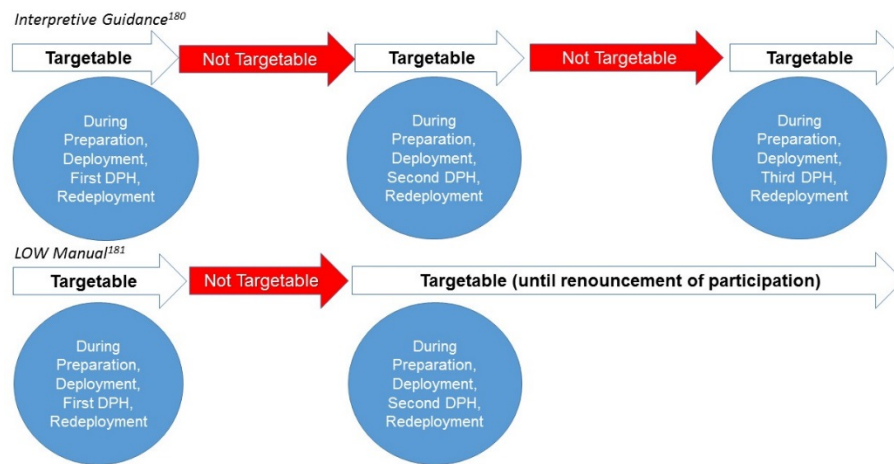 Interpretive Guidance180
Targetable
Not Targetable
Targetable
Not Targetable
Targetable
During
Preparation,
Deployment,
First DPH,
Redeployment
During
Preparation,
Deployment,
Second DPH,
Redeployment
During
Preparation,
Deployment,
Third DPH,
Redeployment
LOW Manual181
Targetable
Not Targetable
Targetable (until renouncement of participation)
During
Preparation,
Deployment,
First DPH,
Redeployment
During
Preparation,
Deployment,
Second DPH,
Redeployment